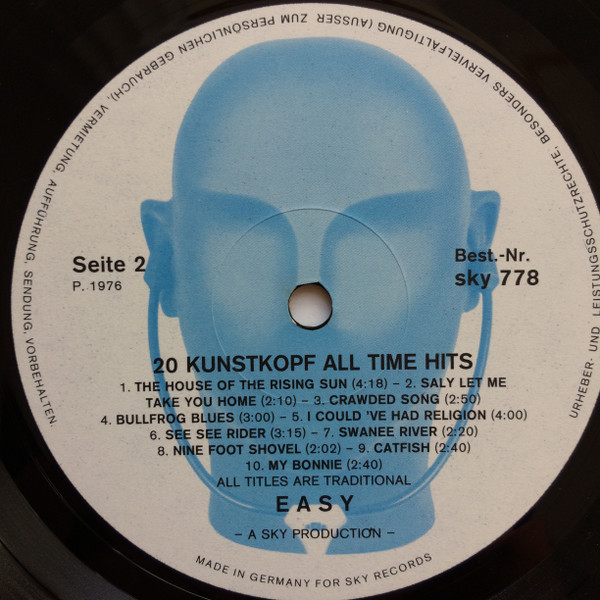 URHEBER- UND LEISTUNGSSCHUTZRECHTE, BESONDERS VERVIELFÄLTIGUNG (AUSSER ZUM PERSÖNLICHEN GEBRAUCH), VERMIETUNG, AUFFÜHRUNG, SENDUNG, VORBEHALTEN.
Seite 2
P. 1976
Best.-Nr.
sky 778
20 KUNSTKOPF ALL TIME HITS
1. THE HOUSE OF THE RISING SUN (4:18) – 2. SALY LET ME
TAKE YOU HOME (2:10) – 3. CRAWDED SONG (2:50)
4. BULLFROG BLUES (3:00) – 5. I COULD 'VE HAD RELIGION (4:00)
6. SEE SEE RIDER (3:15) – 7. SWANEE RIVER (2:20)
8. NINE FOOT SHOVEL (2:02) – 9. CATFISH (2:40)
10. MY BONNIE (2:40)
ALL TITLES ARE TRADITIONAL
EASY
– A SKY PRODUCTION –
MADE IN GERMANY FOR SKY RECORDS